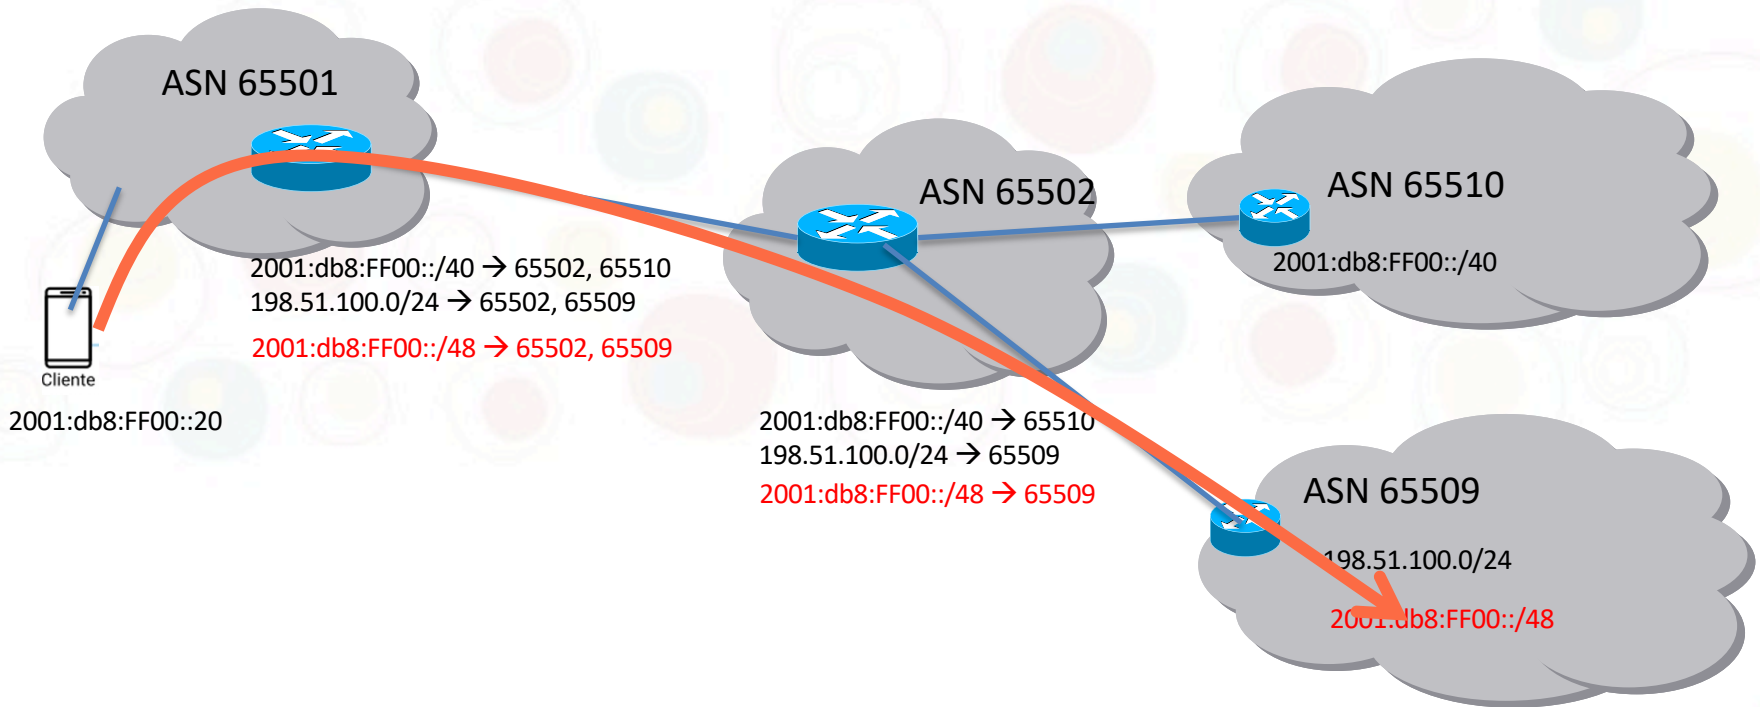 ASN 65501
ASN 65502
ASN 65510
2001:db8:FF00::/40
2001:db8:FF00::/40 → 65502, 65510
198.51.100.0/24 → 65502, 65509
2001:db8:FF00::/48 → 65502, 65509
Cliente
2001:db8:FF00::20
2001:db8:FF00::/40 → 65510
198.51.100.0/24 → 65509
2001:db8:FF00::/48 → 65509
ASN 65509
198.51.100.0/24
2001:db8:FF00::/48